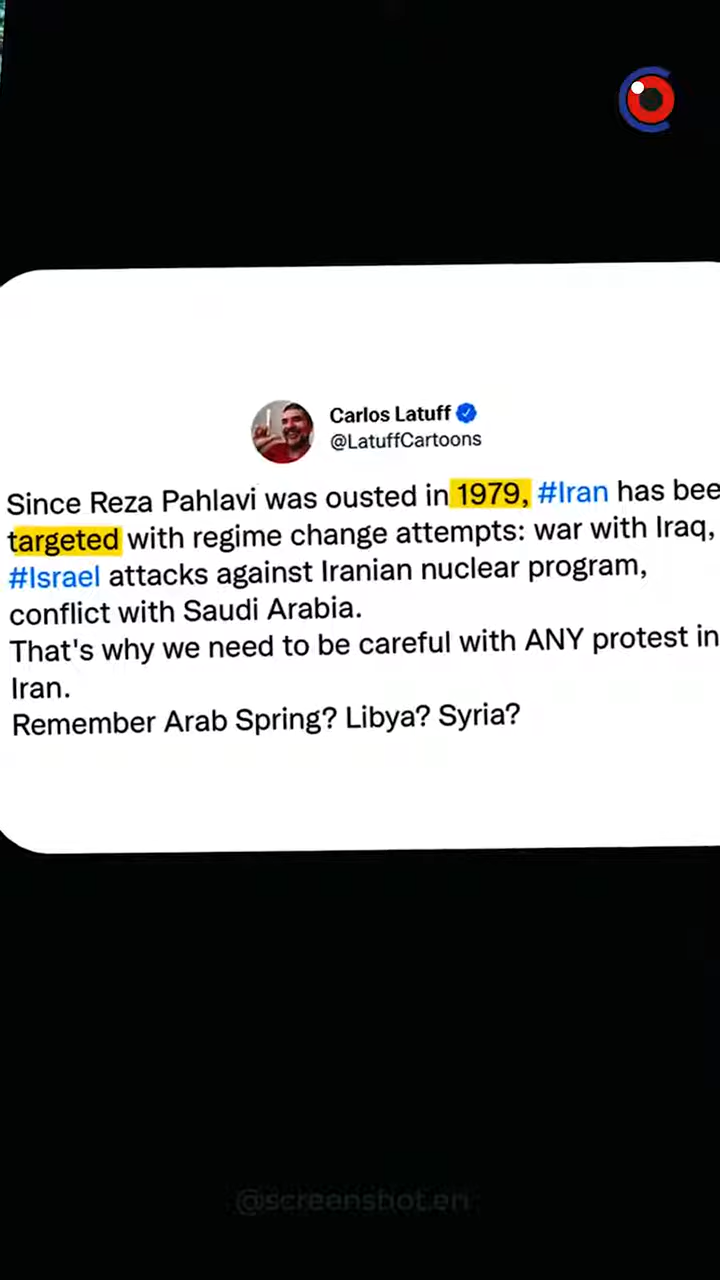 Carlos Latuff
@LatuffCartoons
Since Reza Pahlavi was ousted in 1979, #Iran has bee
targeted with regime change attempts: war with Iraq,
#Israel attacks against Iranian nuclear program,
conflict with Saudi Arabia.
That's why we need to be careful with ANY protest in
Iran.
Remember Arab Spring? Libya? Syria?
@screenshot.en